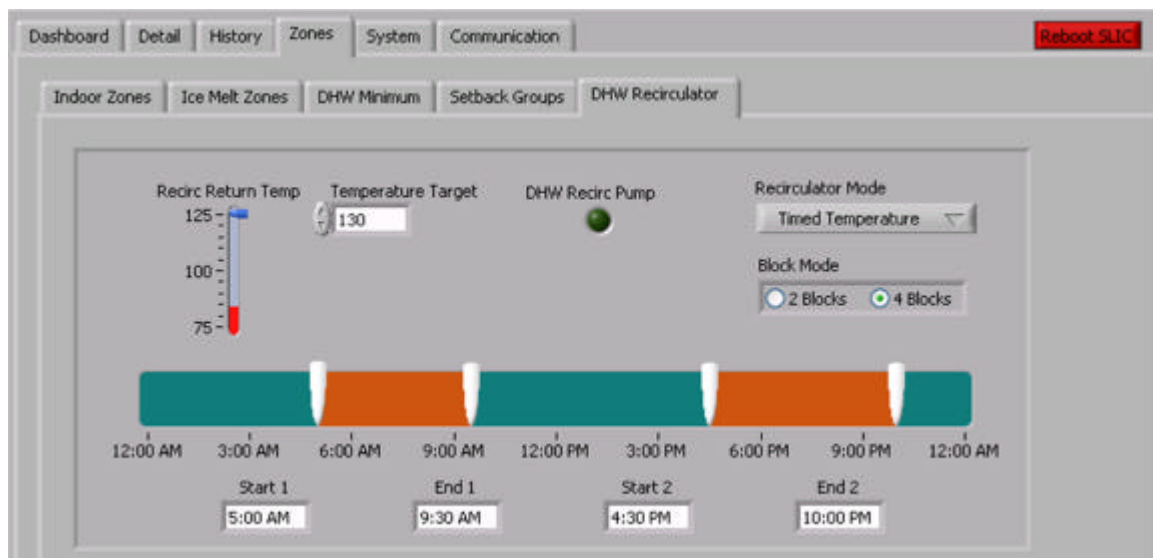 Dashboard Detail History Zones System Communication Reboot SLIC
Indoor Zones Ice Melt Zones DHW Minimum Setback Groups DHW Recirculator
Recirc Return Temp Temperature Target DHW Recirc Pump Recirculator Mode
125 130 Timed Temperature
100 Block Mode
2 Blocks 4 Blocks
75
12:00 AM 3:00 AM 6:00 AM 9:00 AM 12:00 PM 3:00 PM 6:00 PM 9:00 PM 12:00 AM
Start 1 End 1 Start 2 End 2
5:00 AM 9:30 AM 4:30 PM 10:00 PM